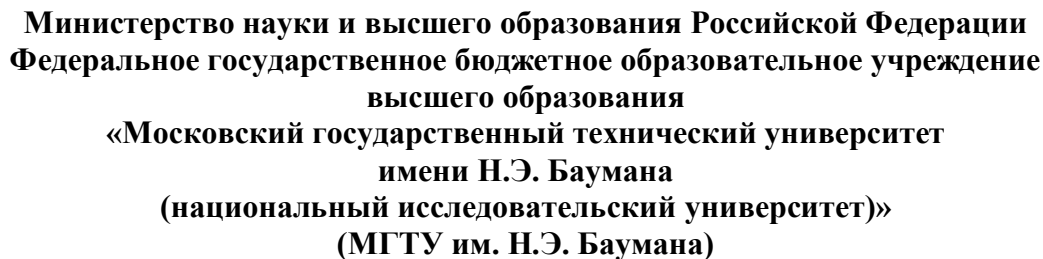 Министерство науки и высшего образования Российской Федерации
Федеральное государственное бюджетное образовательное учреждение
высшего образования
«Московский государственный технический университет
имени Н.Э. Баумана
(национальный исследовательский университет)»
(МГТУ им. Н.Э. Баумана)